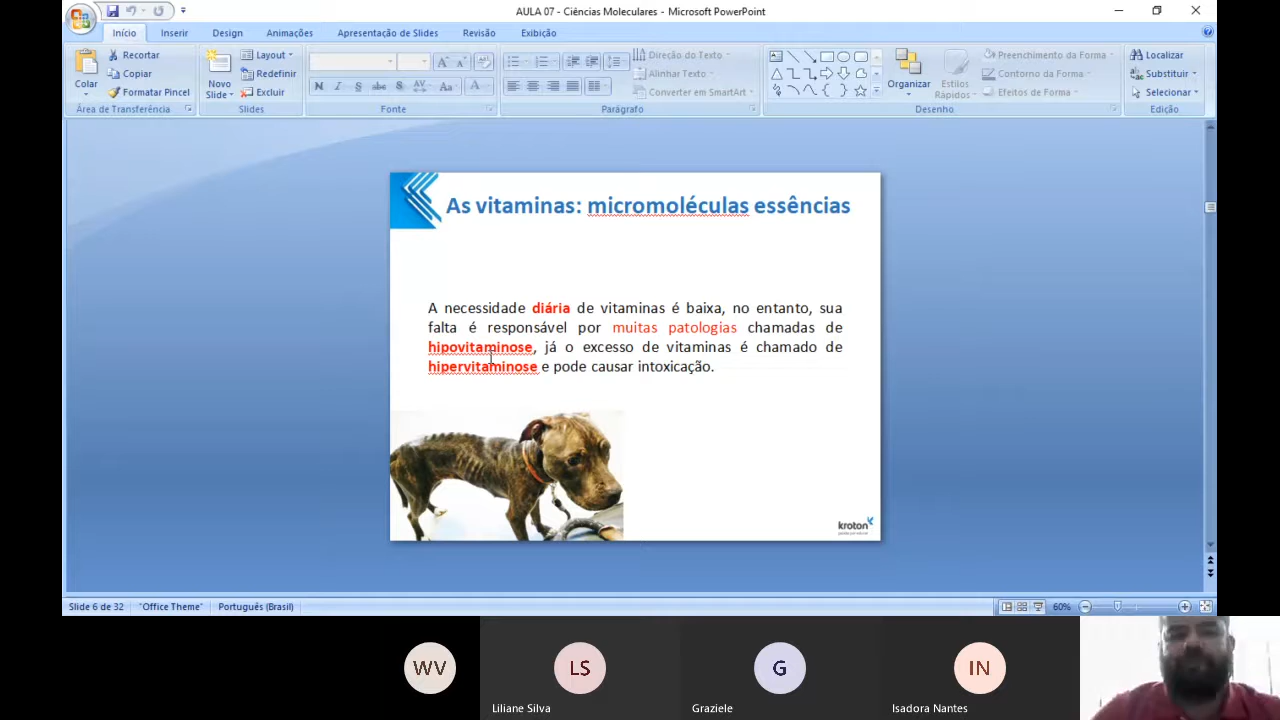 AULA 07 - Ciências Moleculares - Microsoft PowerPoint
Início Inserir Design Animações Apresentação de Slides Revisão Exibição
Colar
Recortar
Copiar
Formatar Pincel
Área de Transferência
Novo Slide
Layout
Redefinir
Excluir
Slides
N I S abc S AV Aa A
Fonte
Direção do Texto
Alinhar Texto
Converter em SmartArt
Parágrafo
Organizar
Estilos Rápidos
Preenchimento da Forma
Contorno da Forma
Efeitos de Forma
Desenho
Localizar
Substituir
Selecionar
Edição
As vitaminas: micromoléculas essências
A necessidade diária de vitaminas é baixa, no entanto, sua
falta é responsável por muitas patologias chamadas de
hipovitaminose, já o excesso de vitaminas é chamado de
hipervitaminose e pode causar intoxicação.
kroton
Slide 6 de 32 "Office Theme" Português (Brasil) 60%
WV LS G IN
Liliane Silva Graziele Isadora Nantes